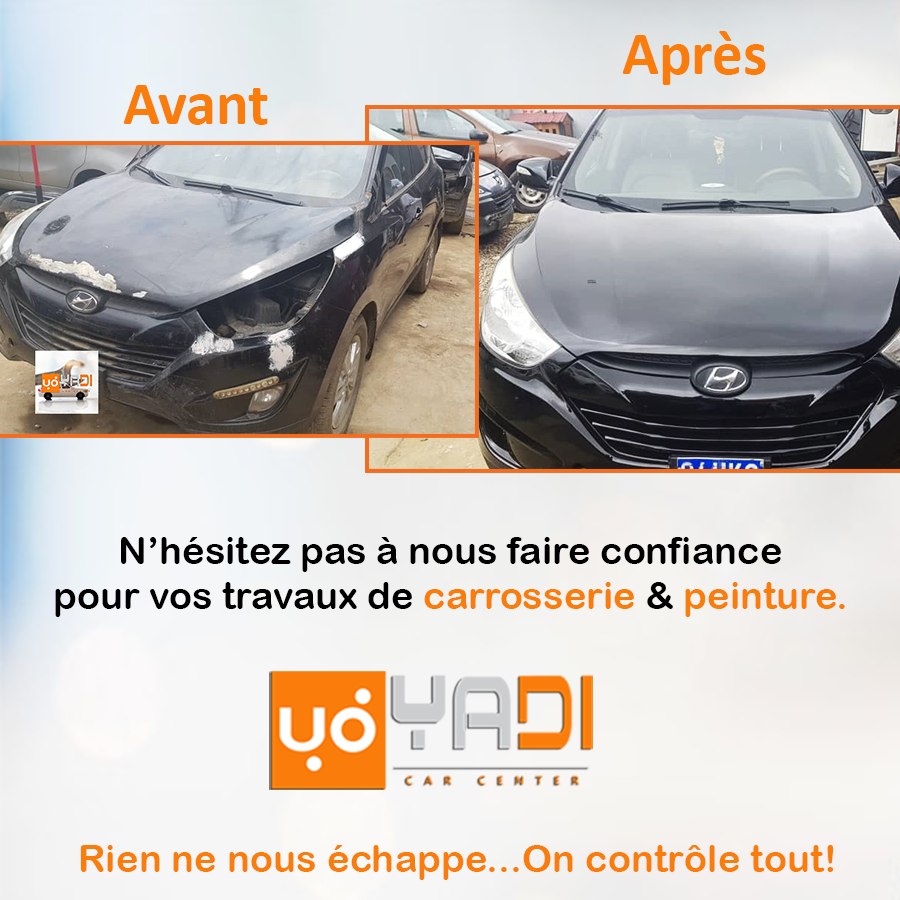 Avant
Après
YADI
N'hésitez pas à nous faire confiance
pour vos travaux de carrosserie & peinture.
YADI
CAR CENTER
Rien ne nous échappe...On contrôle tout!